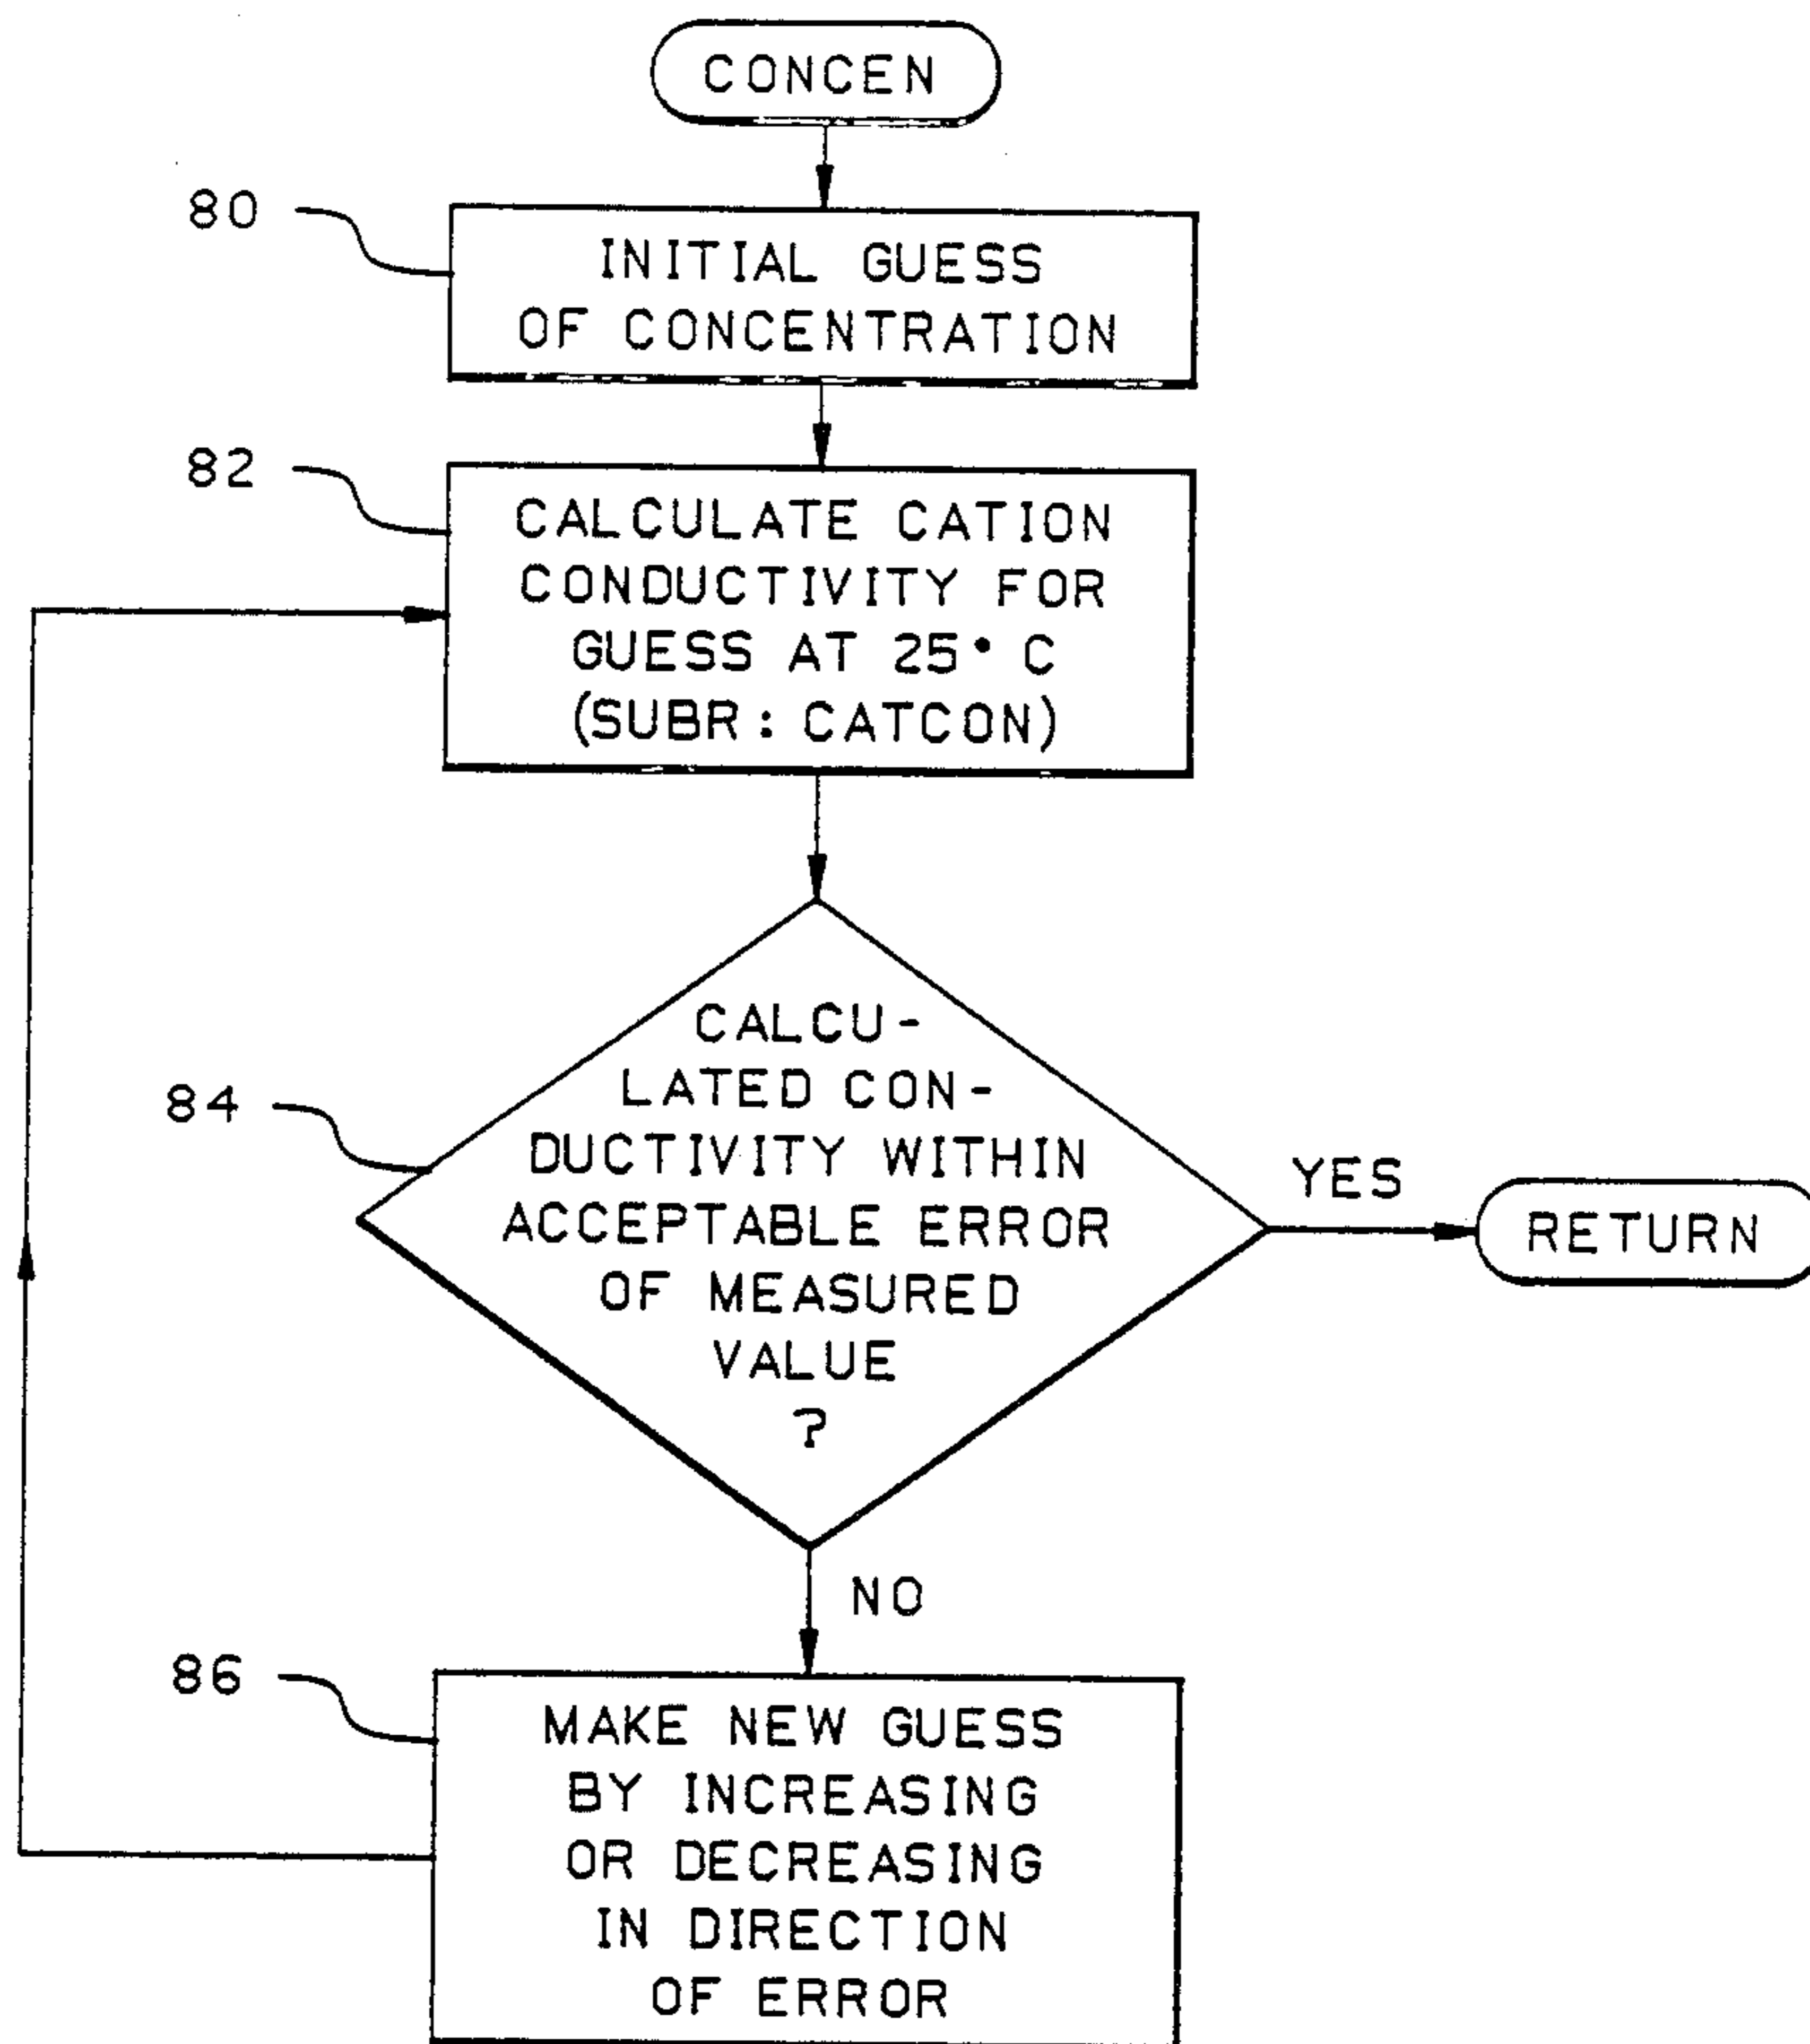 CONCEN
80
INITIAL GUESS
OF CONCENTRATION
82
CALCULATE CATION
CONDUCTIVITY FOR
GUESS AT 25° C
(SUBR: CATCON)
84
CALCU-
LATED CON-
DUCTIVITY WITHIN
ACCEPTABLE ERROR
OF MEASURED
VALUE
?
YES
RETURN
NO
86
MAKE NEW GUESS
BY INCREASING
OR DECREASING
IN DIRECTION
OF ERROR